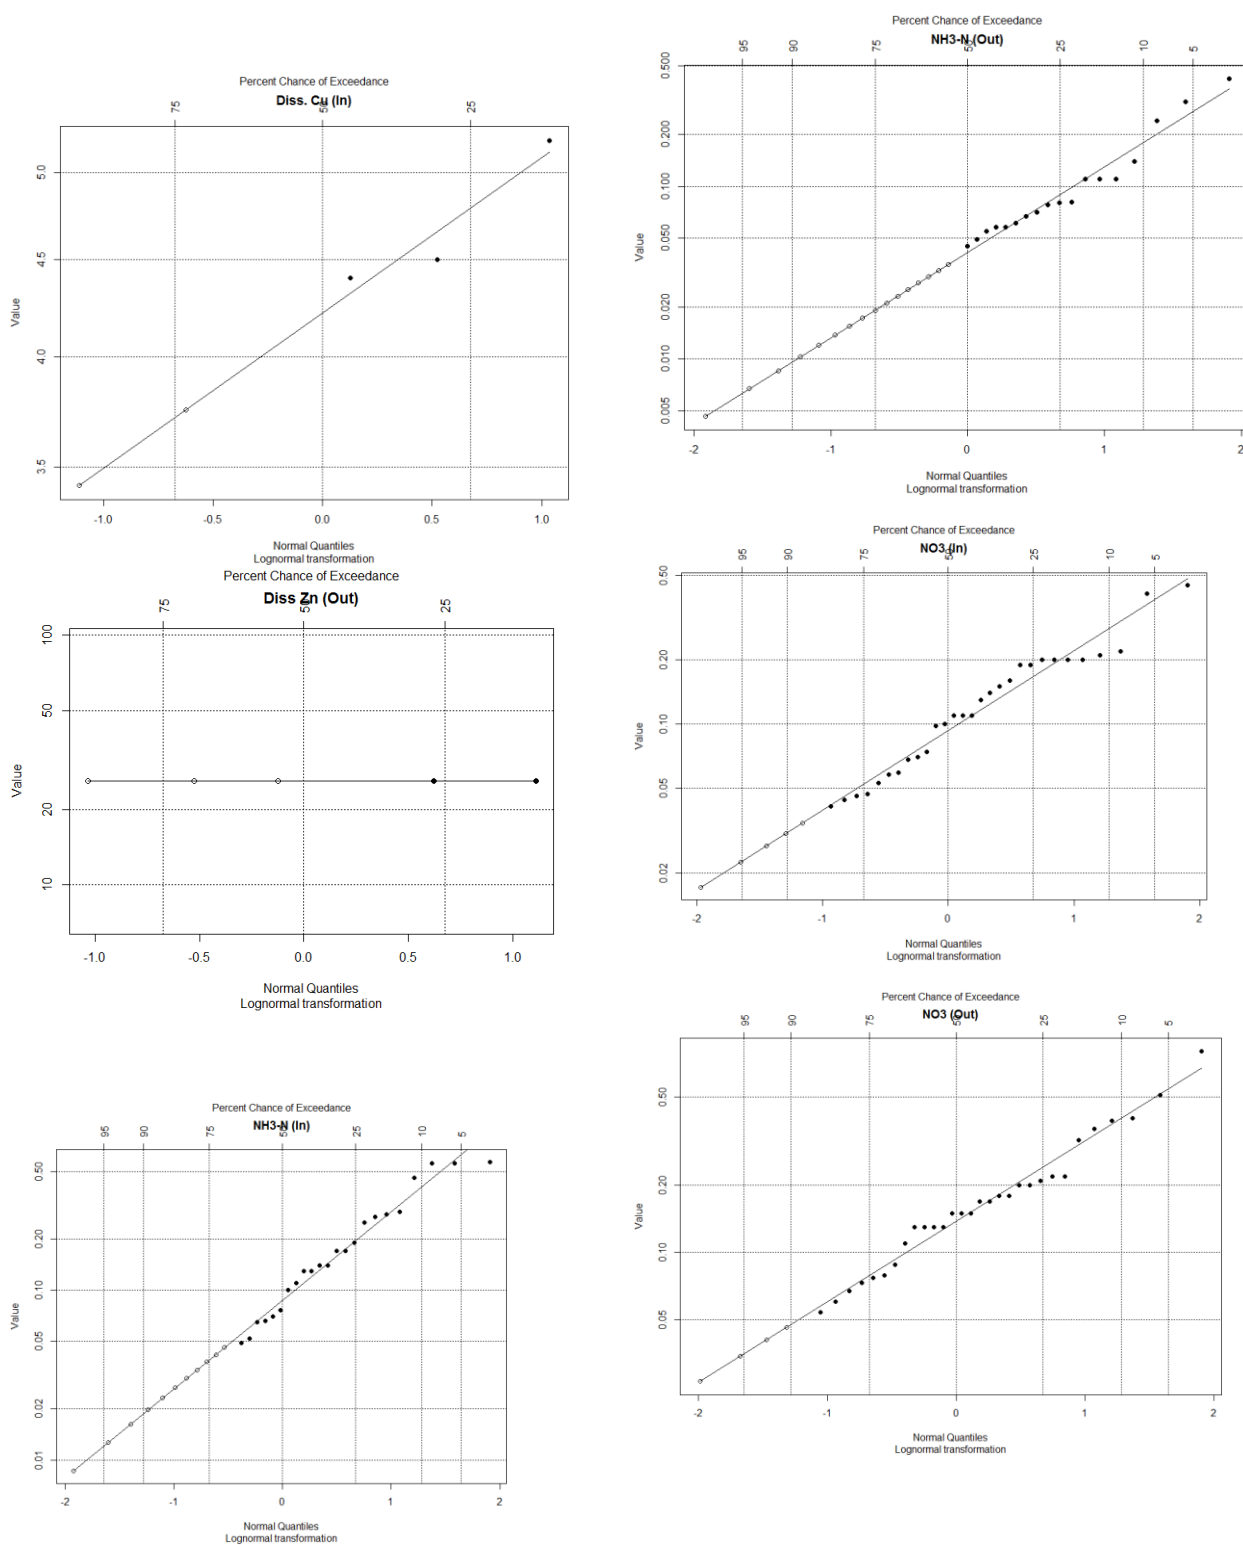 Percent Chance of Exceedance
Diss. Cu (In)
75 50 25
Value
5.0
4.5
4.0
3.5
-1.0 -0.5 0.0 0.5 1.0
Normal Quantiles
Lognormal transformation
Percent Chance of Exceedance
Diss Zn (Out)
75 50 25
Value
100
50
20
10
-1.0 -0.5 0.0 0.5 1.0
Normal Quantiles
Lognormal transformation
Percent Chance of Exceedance
NH3-N (In)
95 90 75 50 25 10 5
Value
0.50
0.20
0.10
0.05
0.02
0.01
-2 -1 0 1 2
Normal Quantiles
Lognormal transformation
Percent Chance of Exceedance
NH3-N (Out)
95 90 75 50 25 10 5
Value
0.500
0.200
0.100
0.050
0.020
0.010
0.005
-2 -1 0 1 2
Normal Quantiles
Lognormal transformation
Percent Chance of Exceedance
NO3 (In)
95 90 75 50 25 10 5
Value
0.50
0.20
0.10
0.05
0.02
-2 -1 0 1 2
Normal Quantiles
Lognormal transformation
Percent Chance of Exceedance
NO3 (Out)
95 90 75 50 25 10 5
Value
0.50
0.20
0.10
0.05
-2 -1 0 1 2
Normal Quantiles
Lognormal transformation